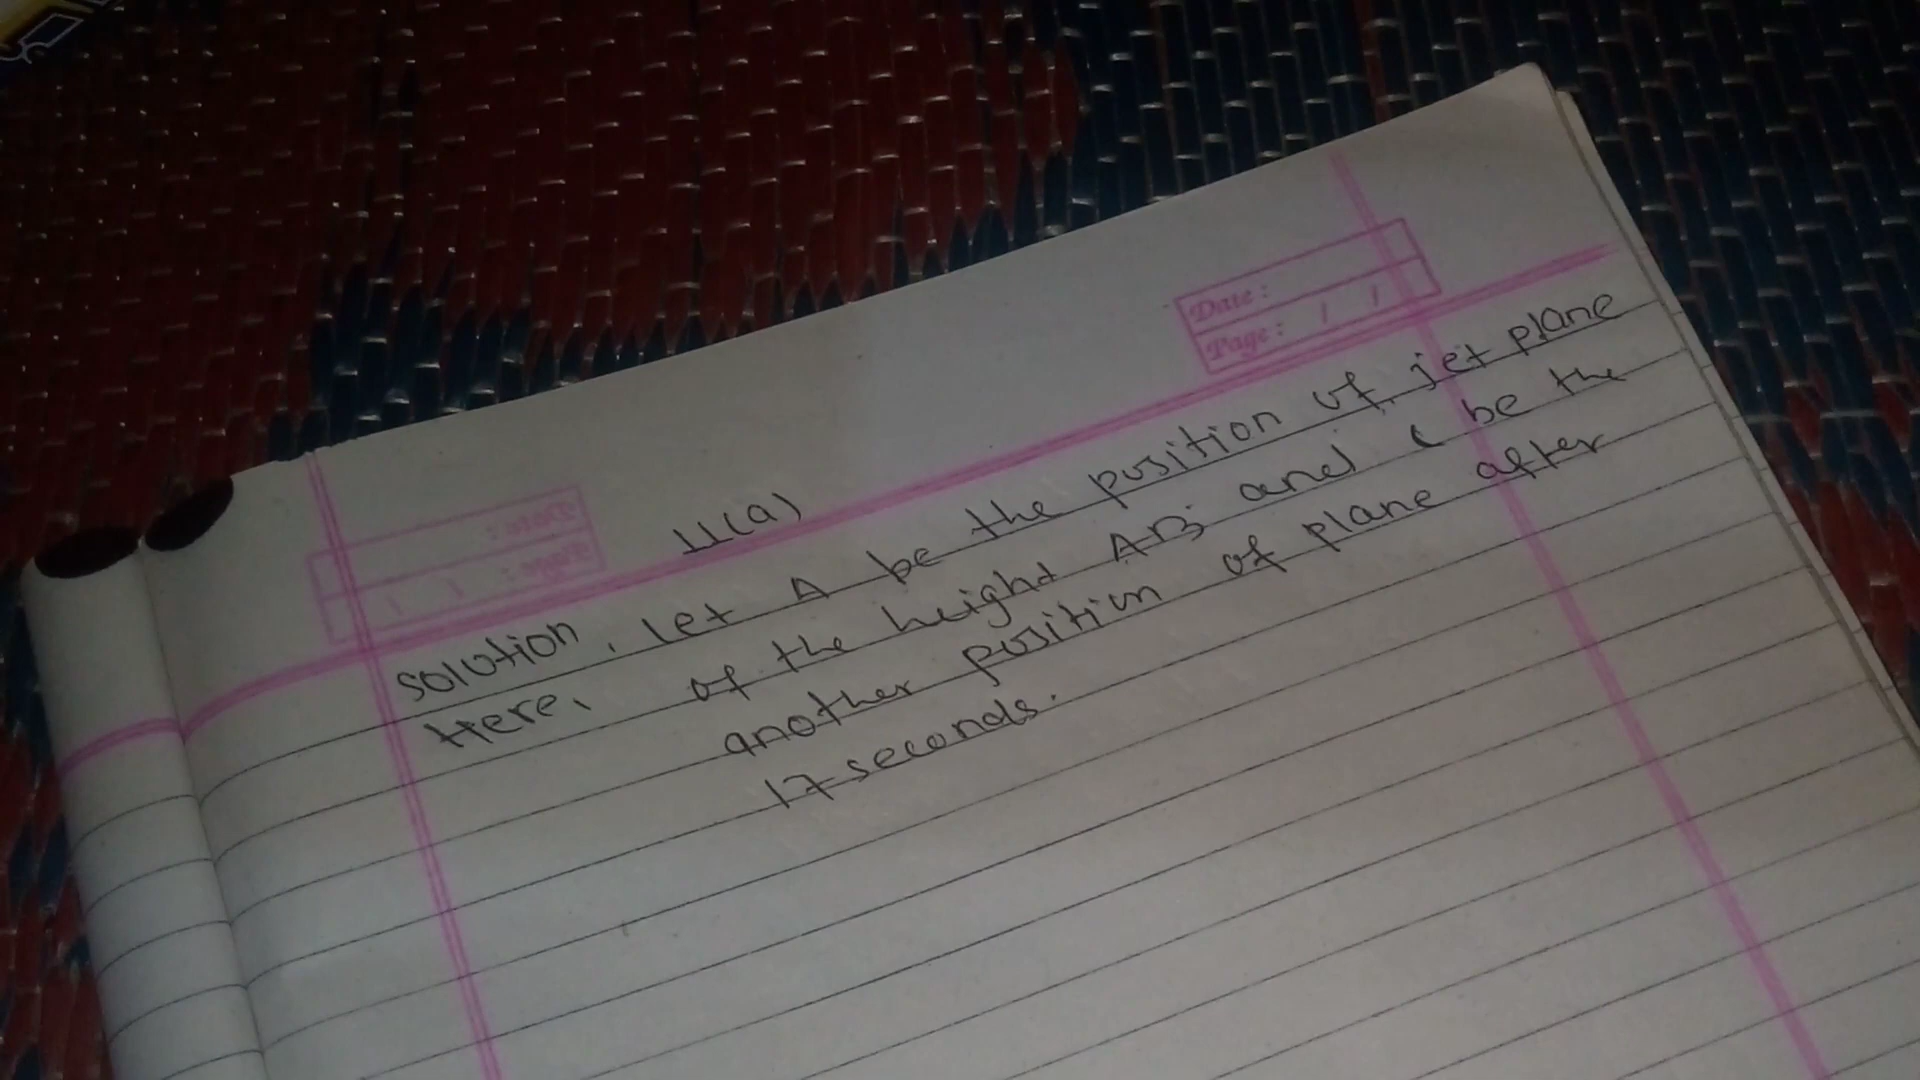 Date:
Page: / /
11(a)
Solution,
Here, let A be the position of jet plane
of the height AB and C be the
another position of plane after
17 seconds.